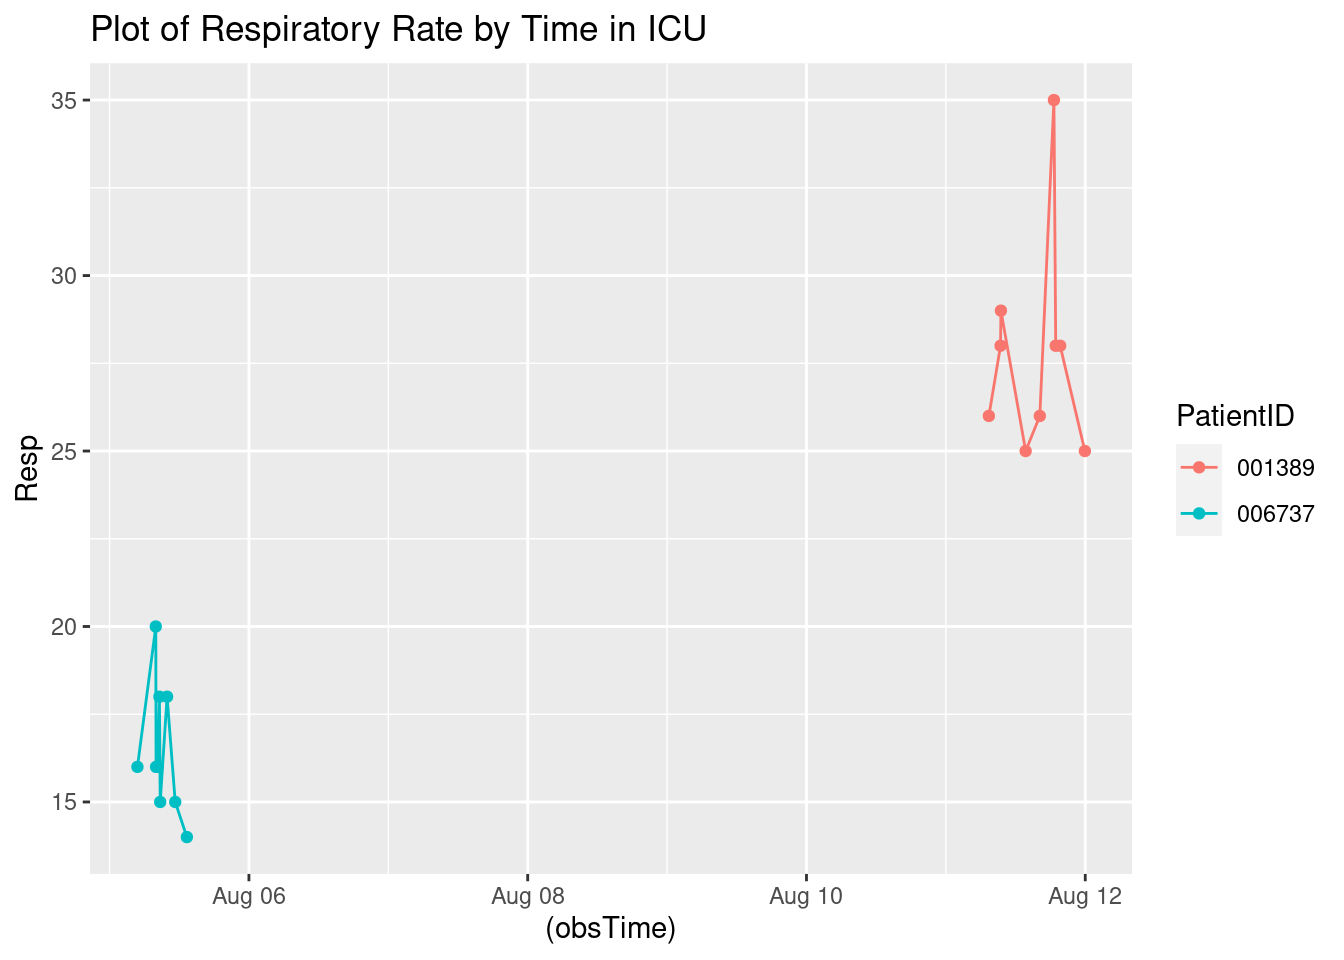 Plot of Respiratory Rate by Time in ICU
35
30
25
20
15
Resp
Aug 06
Aug 08
Aug 10
Aug 12
(obsTime)
PatientID
001389
006737